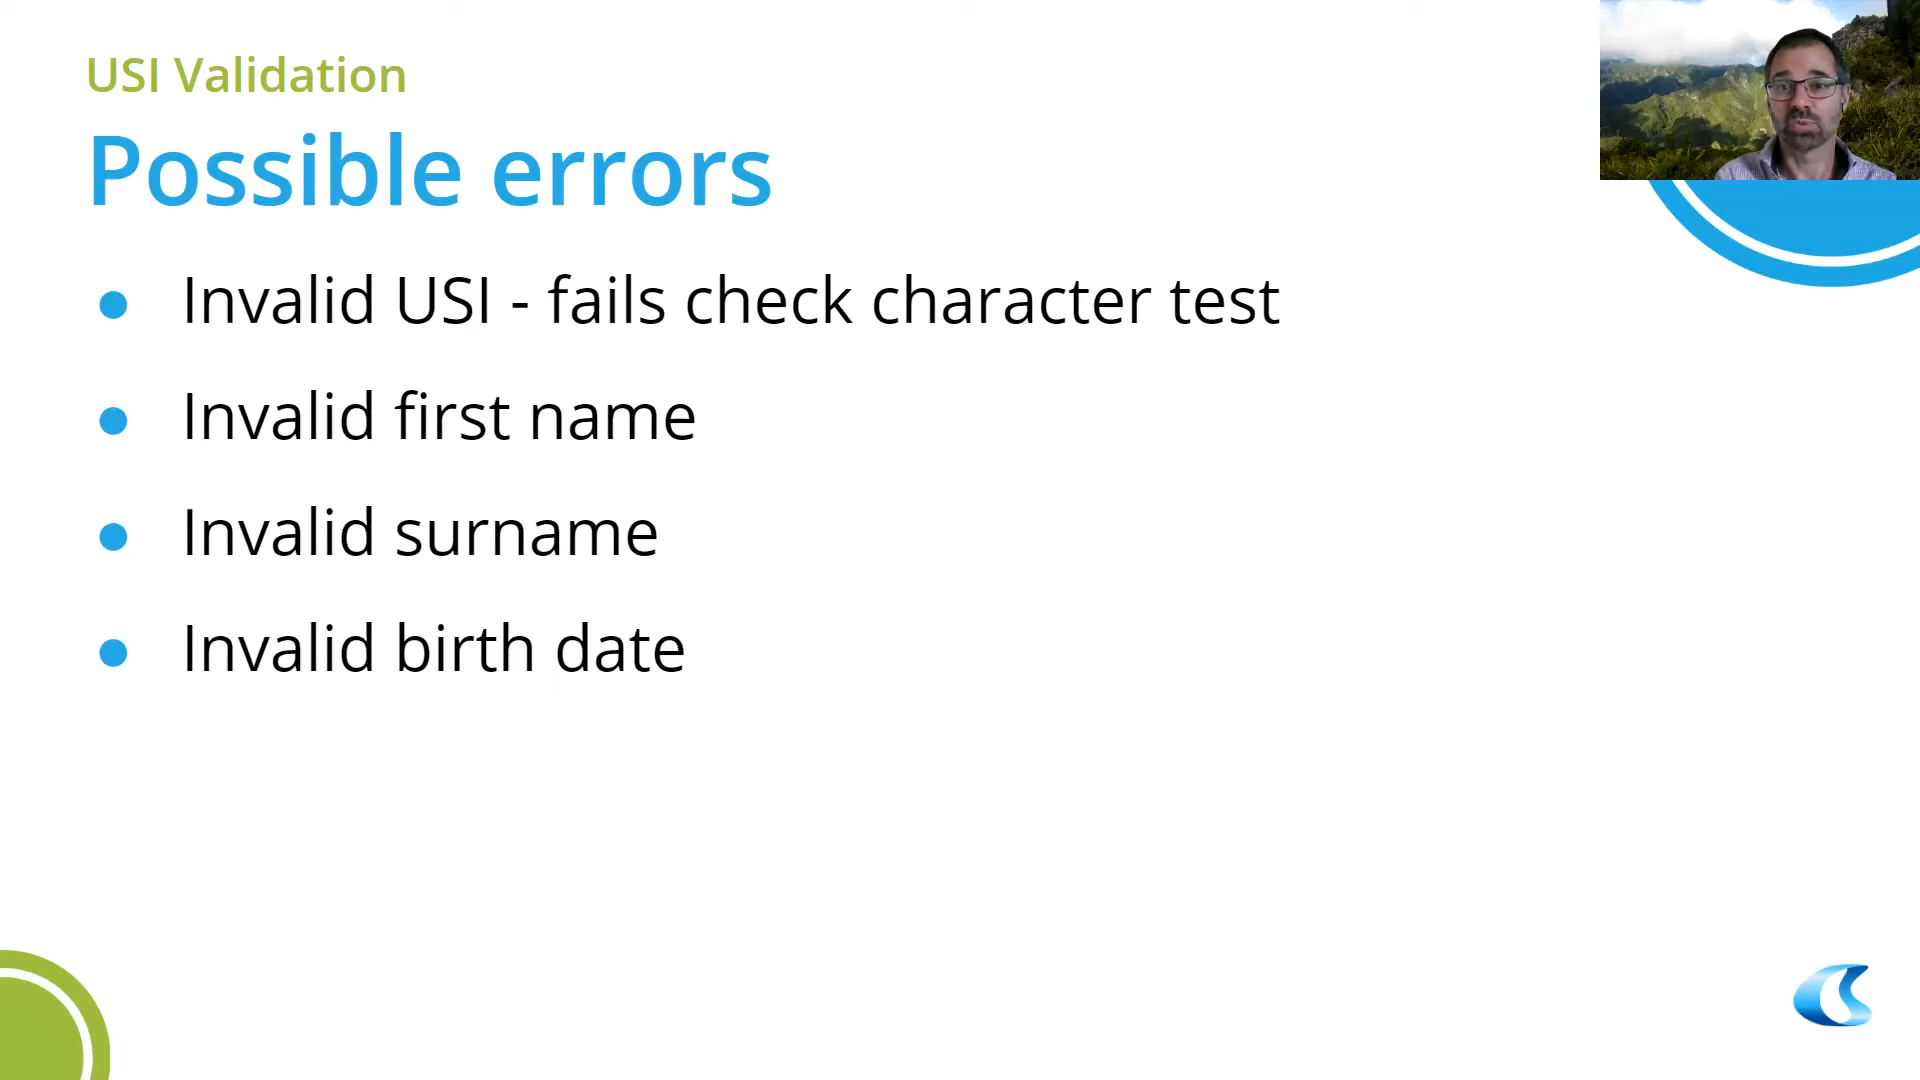 USI Validation
Possible errors
● Invalid USI - fails check character test
● Invalid first name
● Invalid surname
● Invalid birth date